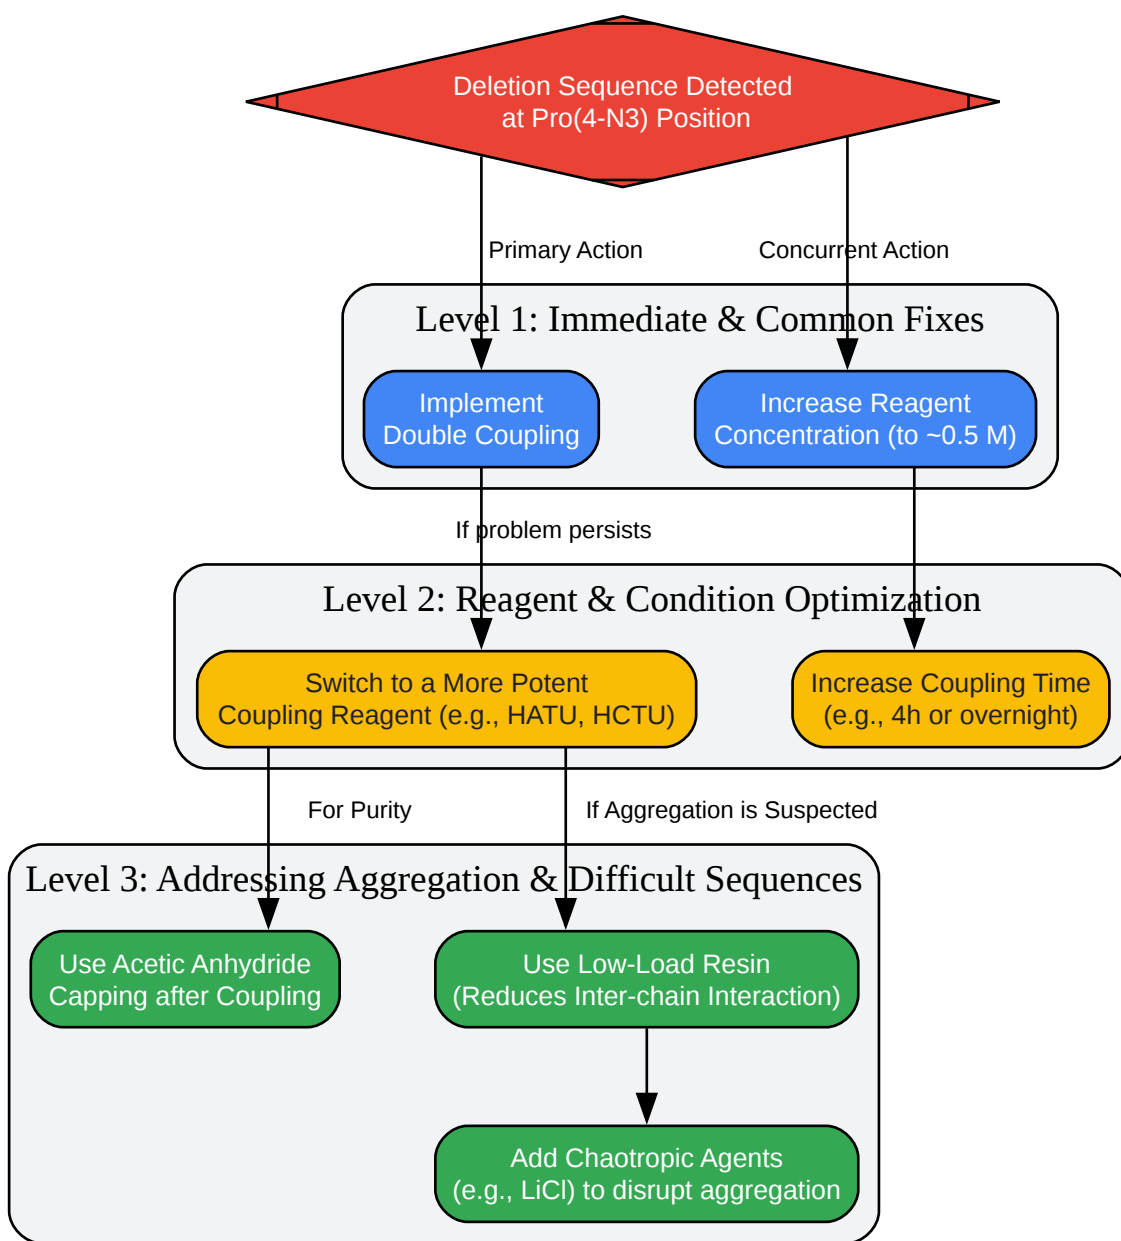 Deletion Sequence Detected
at Pro(4-N3) Position
Primary Action
Concurrent Action
Level 1: Immediate & Common Fixes
Implement
Double Coupling
Increase Reagent
Concentration (to ~0.5 M)
If problem persists
Level 2: Reagent & Condition Optimization
Switch to a More Potent
Coupling Reagent (e.g., HATU, HCTU)
Increase Coupling Time
(e.g., 4h or overnight)
For Purity
If Aggregation is Suspected
Level 3: Addressing Aggregation & Difficult Sequences
Use Acetic Anhydride
Capping after Coupling
Use Low-Load Resin
(Reduces Inter-chain Interaction)
Add Chaotropic Agents
(e.g., LiCl) to disrupt aggregation